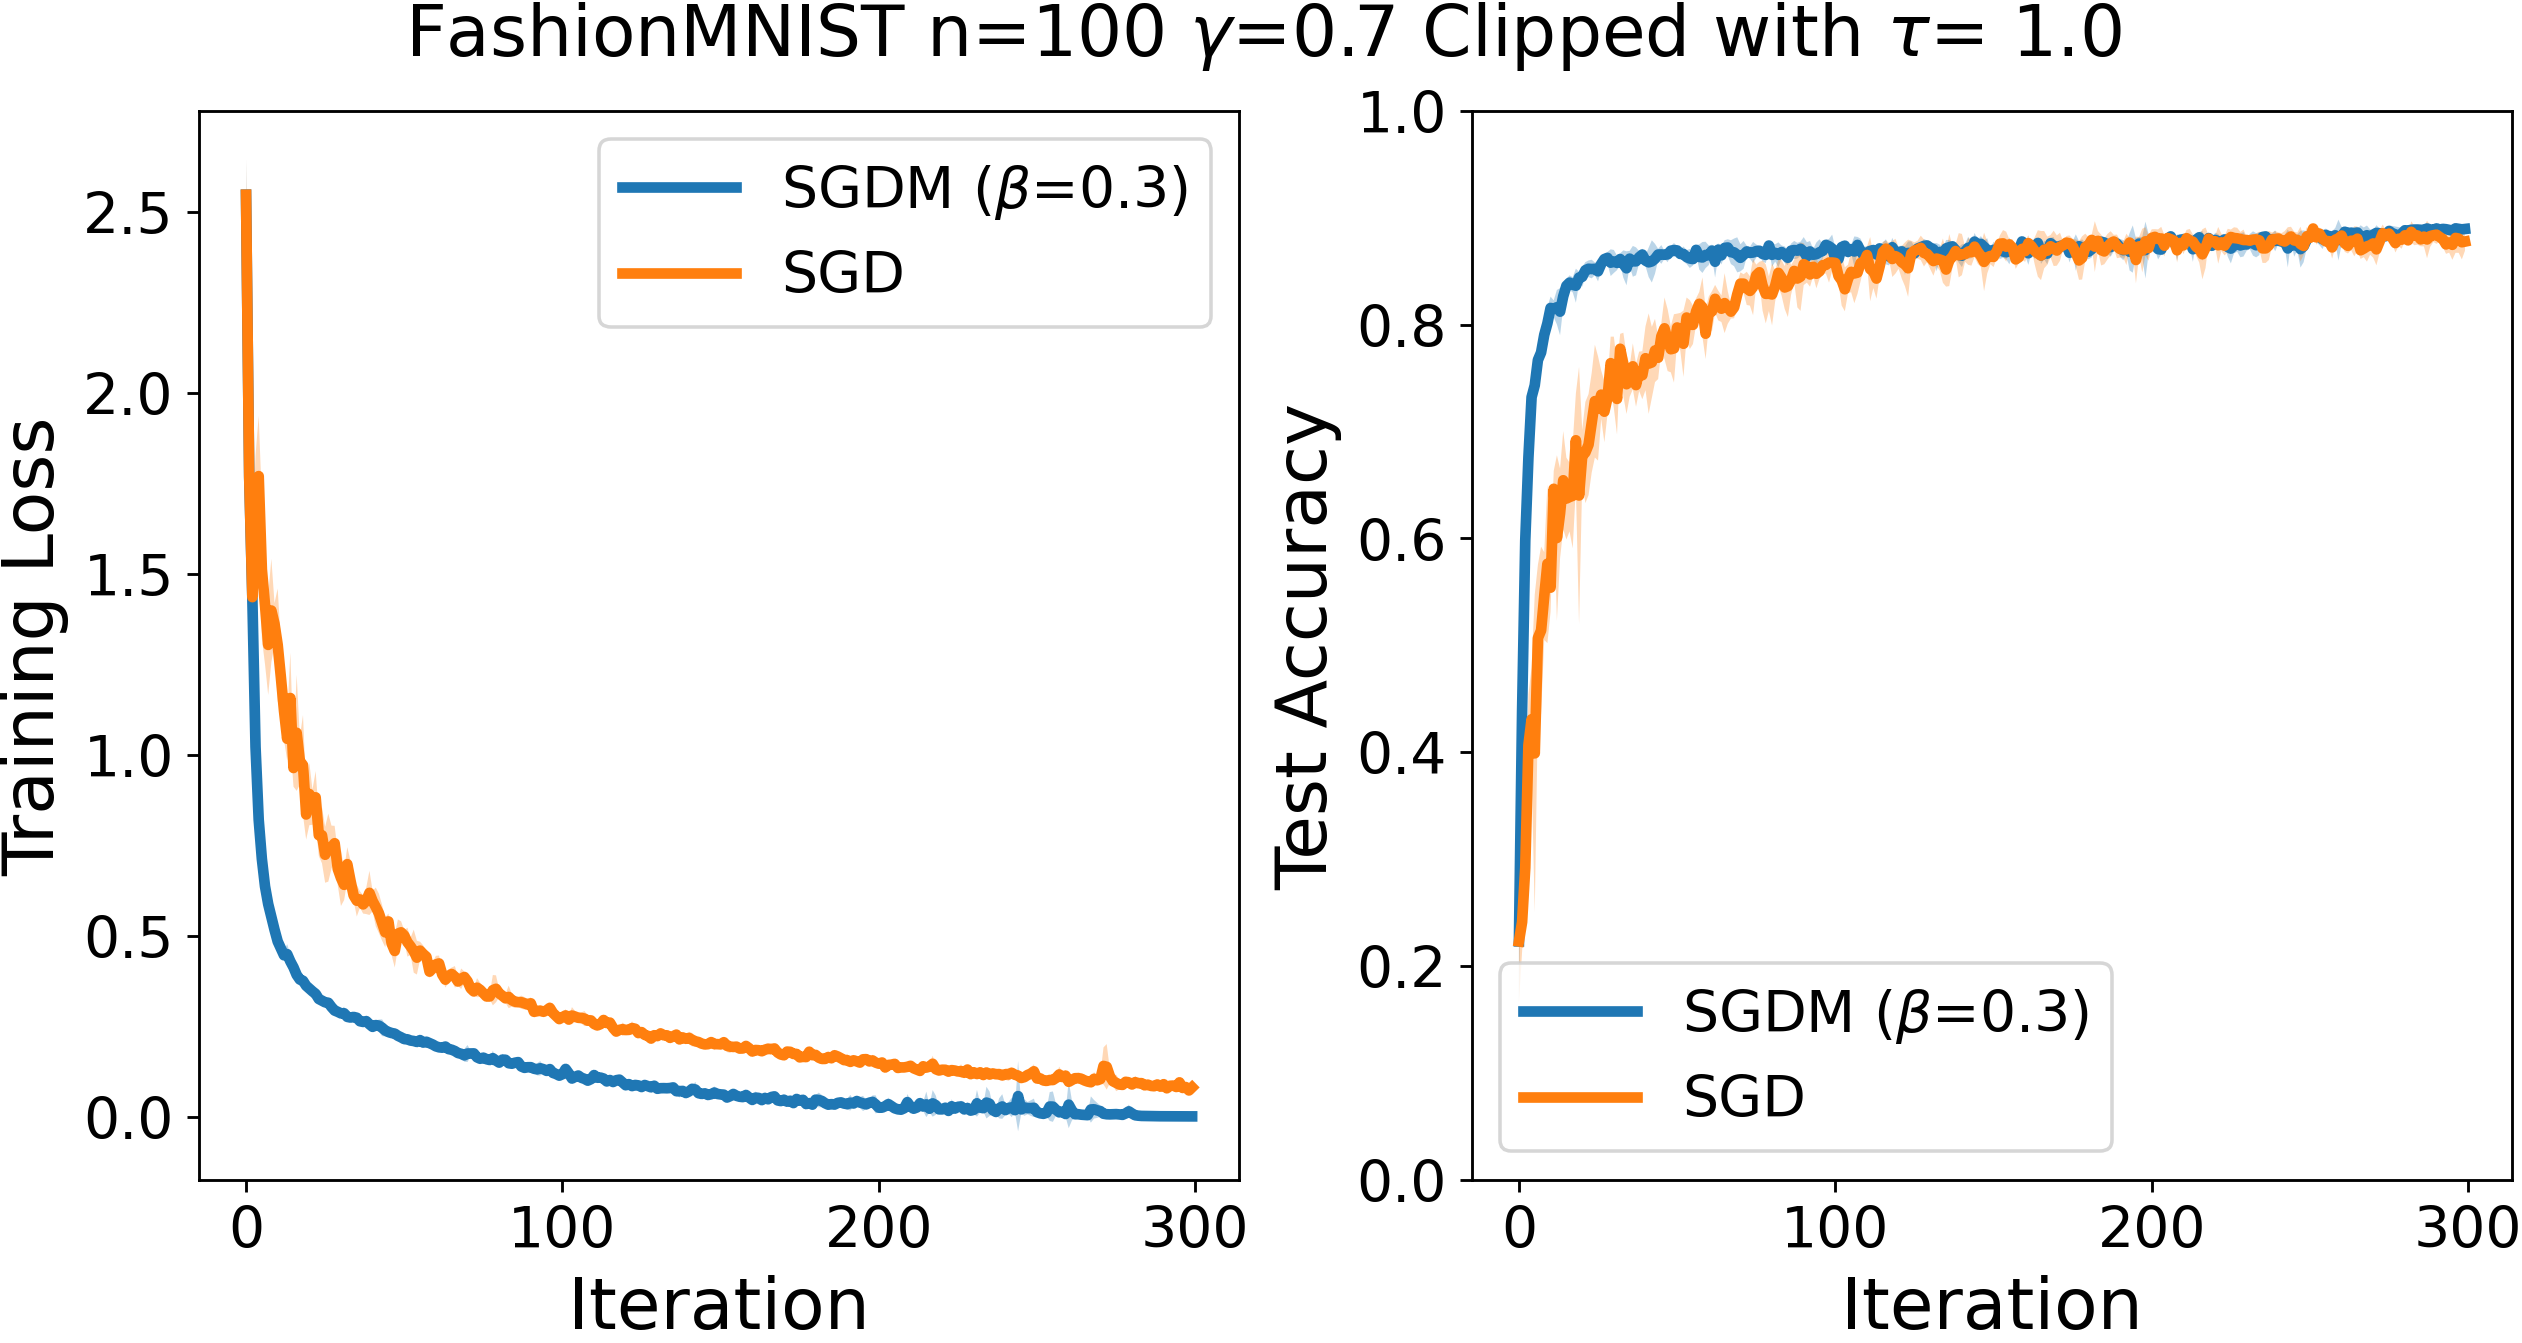 FashionMNIST n=100 γ=0.7 Clipped with τ= 1.0
Training Loss
2.5
2.0
1.5
1.0
0.5
0.0
SGDM (β=0.3)
SGD
0
100
200
300
Iteration
Test Accuracy
1.0
0.8
0.6
0.4
0.2
0.0
SGDM (β=0.3)
SGD
0
100
200
300
Iteration